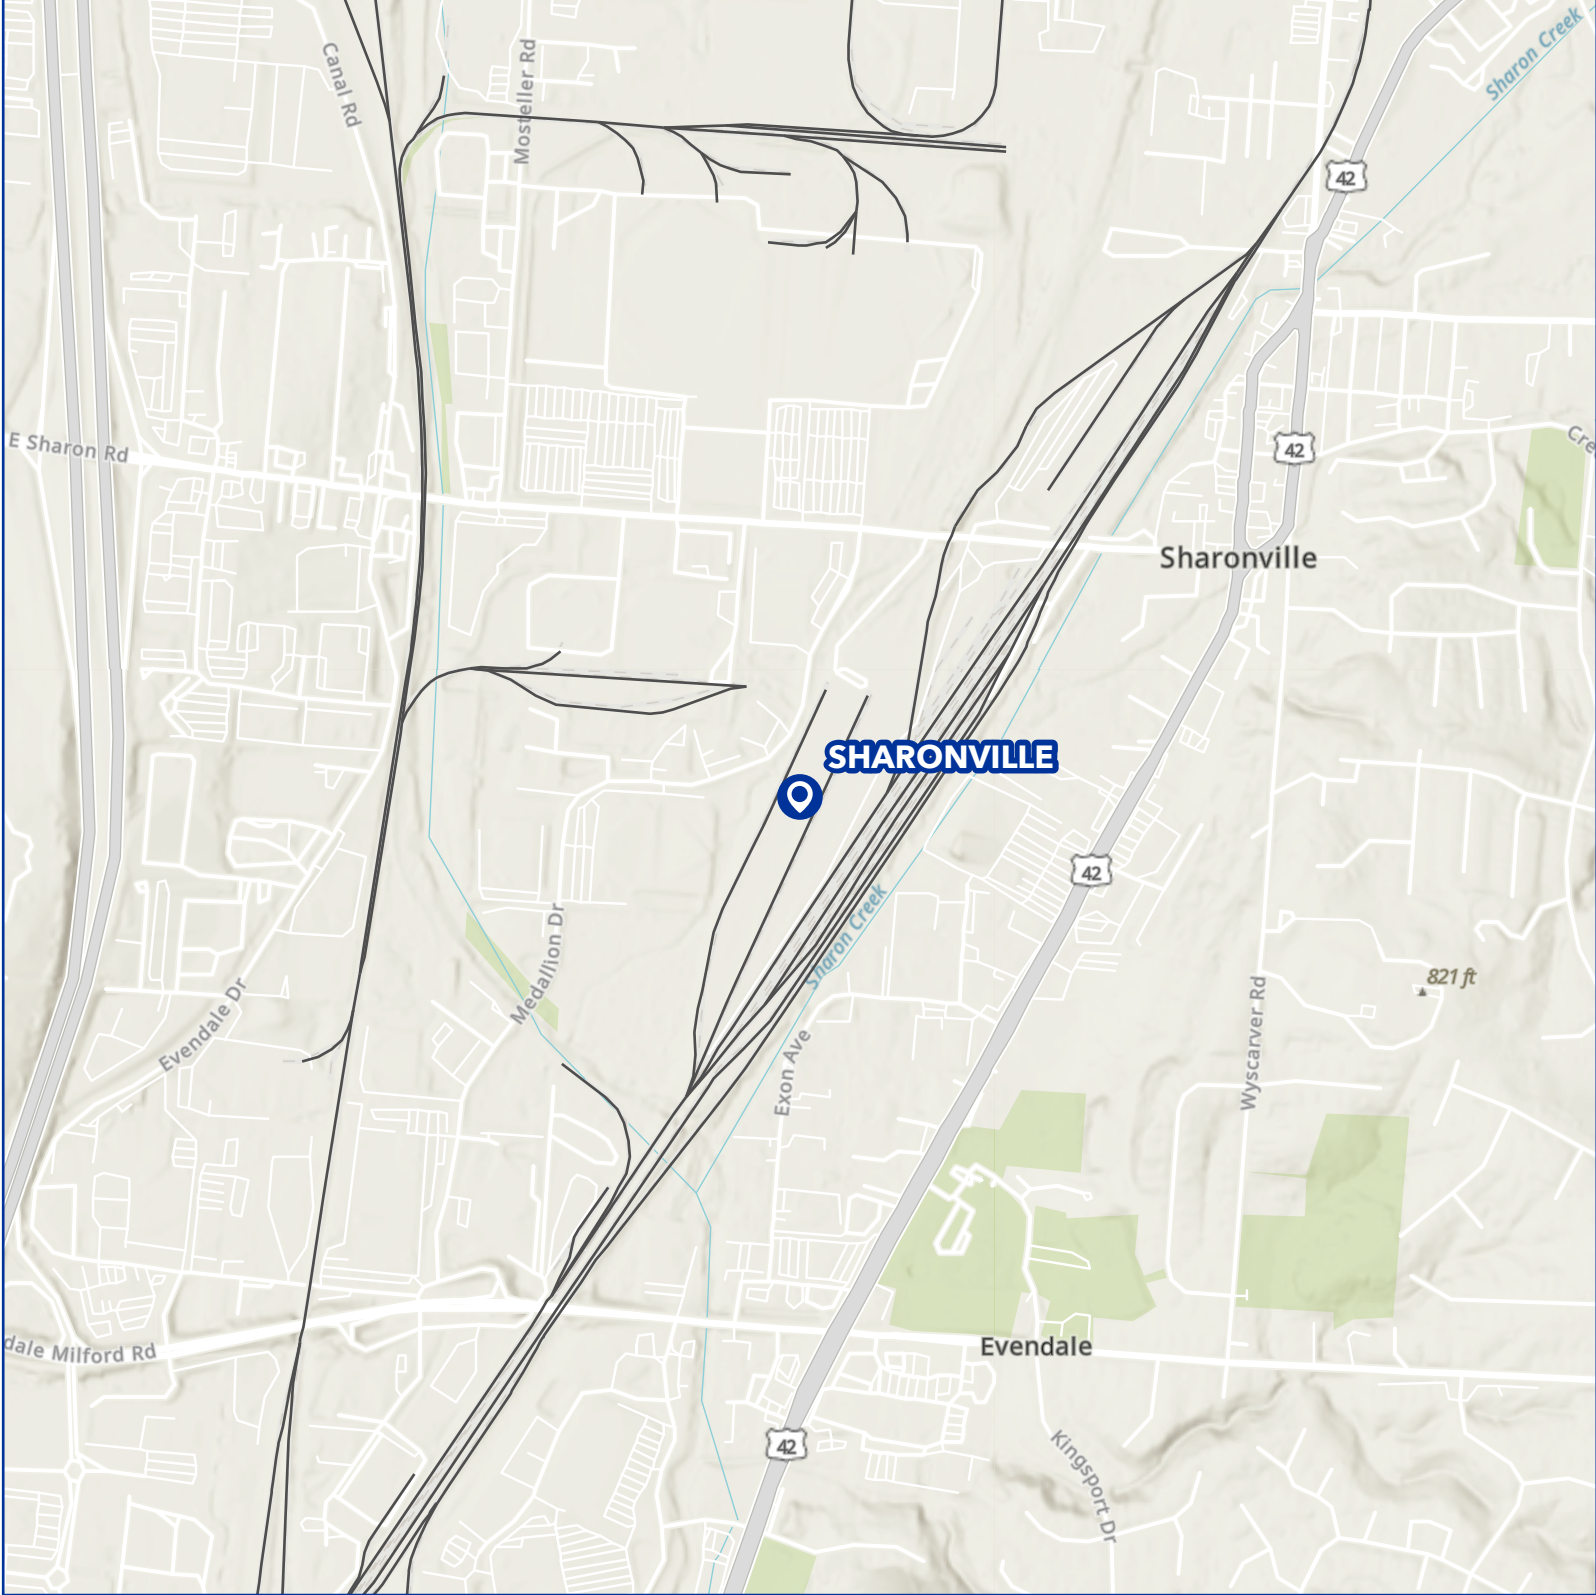 Sharon Creek
Canal Rd
Mosteller Rd
42
E Sharon Rd
42
Cre
Sharonville
SHARONVILLE
42
Sharon Creek
Medallion Dr
821 ft
Evendale Dr
Wyscarver Rd
Exon Ave
dale Milford Rd
Evendale
42
Kingsport Dr